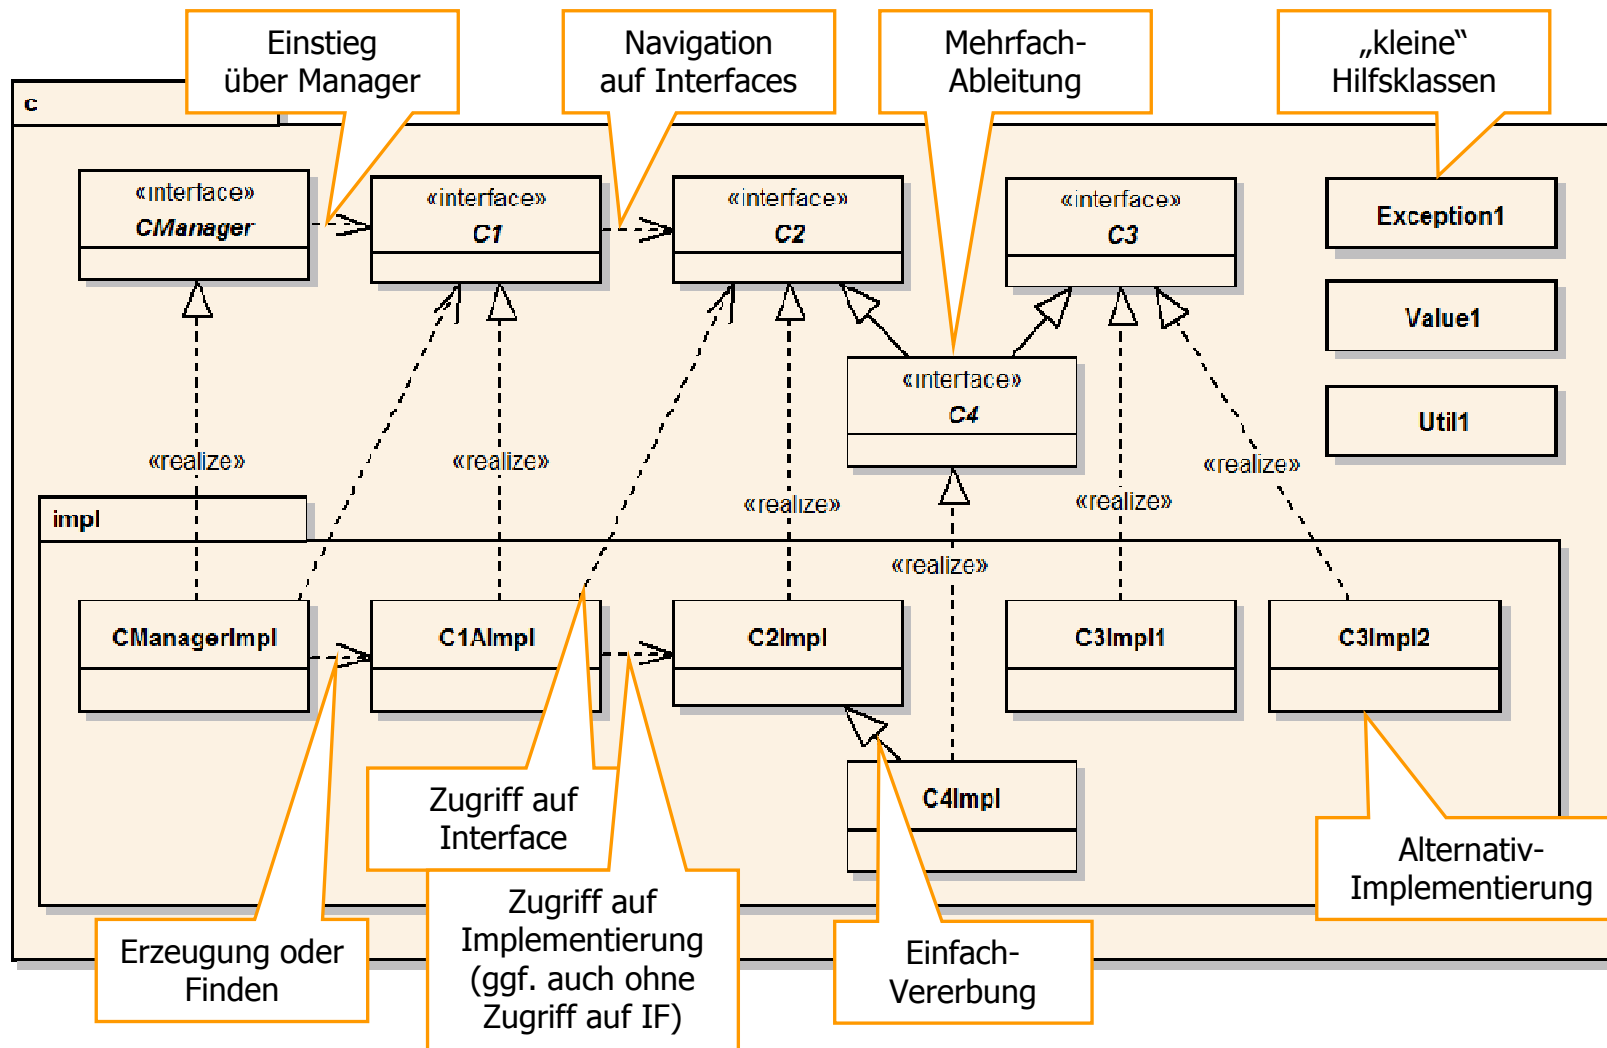 Einstieg
über Manager
Navigation
auf Interfaces
Mehrfach-
Ableitung
„kleine“
Hilfsklassen
c
«interface»
CManager
«interface»
C1
«interface»
C2
«interface»
C3
Exception1
Value1
Util1
«interface»
C4
«realize»
«realize»
«realize»
«realize»
«realize»
«realize»
impl
CManagerImpl
C1AImpl
C2Impl
C3Impl1
C3Impl2
C4Impl
Zugriff auf
Interface
Alternativ-
Implementierung
Erzeugung oder
Finden
Zugriff auf
Implementierung
(ggf. auch ohne
Zugriff auf IF)
Einfach-
Vererbung